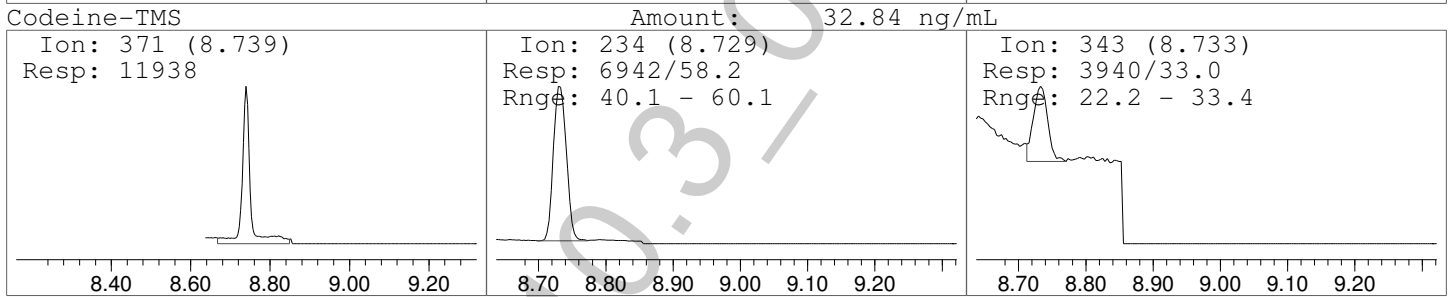 Codeine-TMS Amount: 32.84 ng/mL
Ion: 371 (8.739)
Resp: 11938
8.40 8.60 8.80 9.00 9.20
Ion: 234 (8.729)
Resp: 6942/58.2
Rnge: 40.1 - 60.1
8.70 8.80 8.90 9.00 9.10 9.20
Ion: 343 (8.733)
Resp: 3940/33.0
Rnge: 22.2 - 33.4
8.70 8.80 8.90 9.00 9.10 9.20